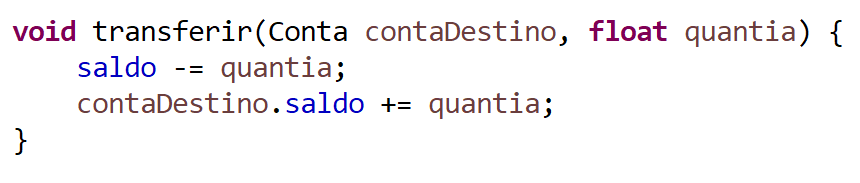 void transferir(Conta contaDestino, float quantia) {
    saldo -= quantia;
    contaDestino.saldo += quantia;
}